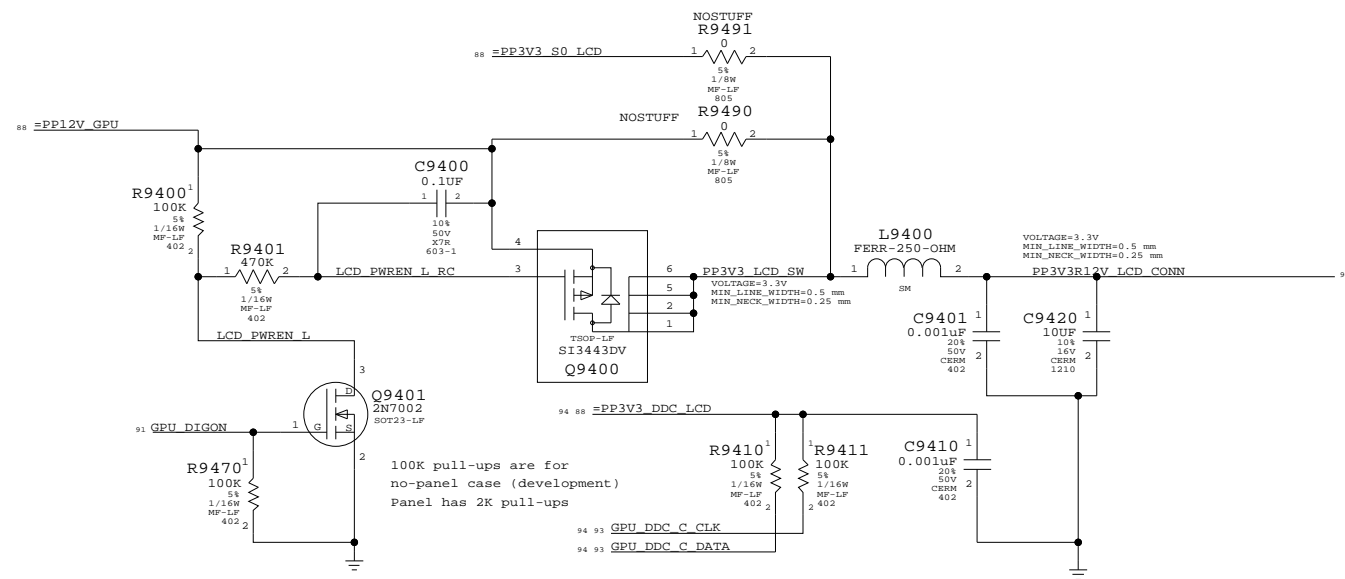 NOSTUFF
R9491
0
88 =PP3V3_S0_LCD
1 2
5%
1/8W
MF-LF
805
NOSTUFF
R9490
0
1 2
5%
1/8W
MF-LF
805
88 =PP12V_GPU
C9400
0.1UF
1 2
10%
50V
X7R
603-1
R9400
100K
5%
1/16W
MF-LF
402
1
2
R9401
470K
1 2
5%
1/16W
MF-LF
402
LCD_PWREN_L_RC
4
3
6
5
2
1
TSOP-LF
SI3443DV
Q9400
PP3V3_LCD_SW
VOLTAGE=3.3V
MIN_LINE_WIDTH=0.5 mm
MIN_NECK_WIDTH=0.25 mm
L9400
FERR-250-OHM
1 2
SM
VOLTAGE=3.3V
MIN_LINE_WIDTH=0.5 mm
MIN_NECK_WIDTH=0.25 mm
PP3V3R12V_LCD_CONN
9
C9401
0.001uF
20%
50V
CERM
402
1
2
C9420
10UF
10%
16V
CERM
1210
1
2
LCD_PWREN_L
3
D
Q9401
2N7002
SOT23-LF
91 GPU_DIGON
1
G
S
2
R9470
100K
5%
1/16W
MF-LF
402
1
2
100K pull-ups are for
no-panel case (development)
Panel has 2K pull-ups
94 88 =PP3V3_DDC_LCD
R9410
100K
5%
1/16W
MF-LF
402
1
2
R9411
100K
5%
1/16W
MF-LF
402
1
2
C9410
0.001uF
20%
50V
CERM
402
1
2
94 93 GPU_DDC_C_CLK
94 93 GPU_DDC_C_DATA